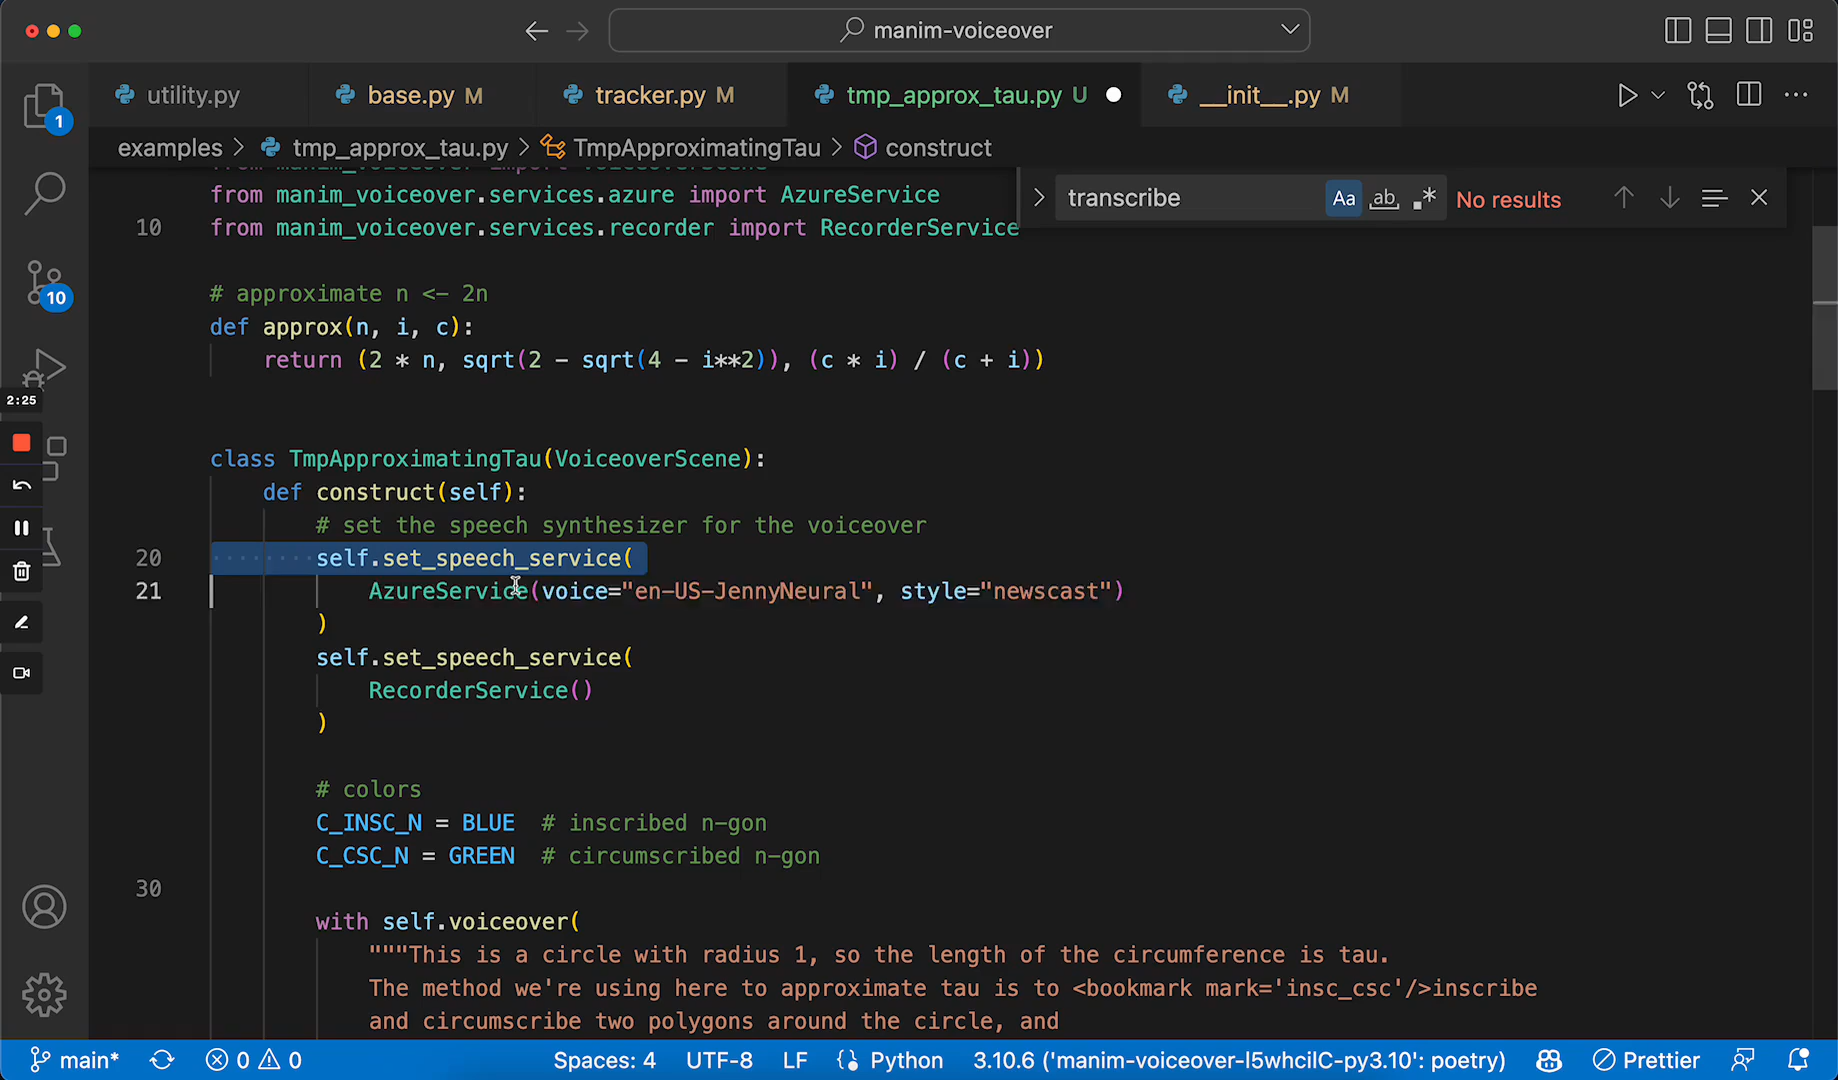 manim-voiceover
utility.py
base.py M
tracker.py M
tmp_approx_tau.py U
__init__.py M
examples > tmp_approx_tau.py > TmpApproximatingTau > construct
transcribe
Aa
ab
.*
No results
from manim_voiceover import VoiceoverScene
from manim_voiceover.services.azure import AzureService
10 from manim_voiceover.services.recorder import RecorderService
# approximate n <- 2n
def approx(n, i, c):
return (2 * n, sqrt(2 - sqrt(4 - i**2)), (c * i) / (c + i))
class TmpApproximatingTau(VoiceoverScene):
def construct(self):
# set the speech synthesizer for the voiceover
20 self.set_speech_service(
21 AzureService(voice="en-US-JennyNeural", style="newscast")
)
self.set_speech_service(
RecorderService()
)
# colors
C_INSC_N = BLUE # inscribed n-gon
C_CSC_N = GREEN # circumscribed n-gon
30
with self.voiceover(
"""This is a circle with radius 1, so the length of the circumference is tau.
The method we're using here to approximate tau is to <bookmark mark='insc_csc'/>inscribe
and circumscribe two polygons around the circle, and
1
10
2:25
main*
0
0
Spaces: 4
UTF-8
LF
Python
3.10.6 ('manim-voiceover-l5whcilC-py3.10': poetry)
Prettier